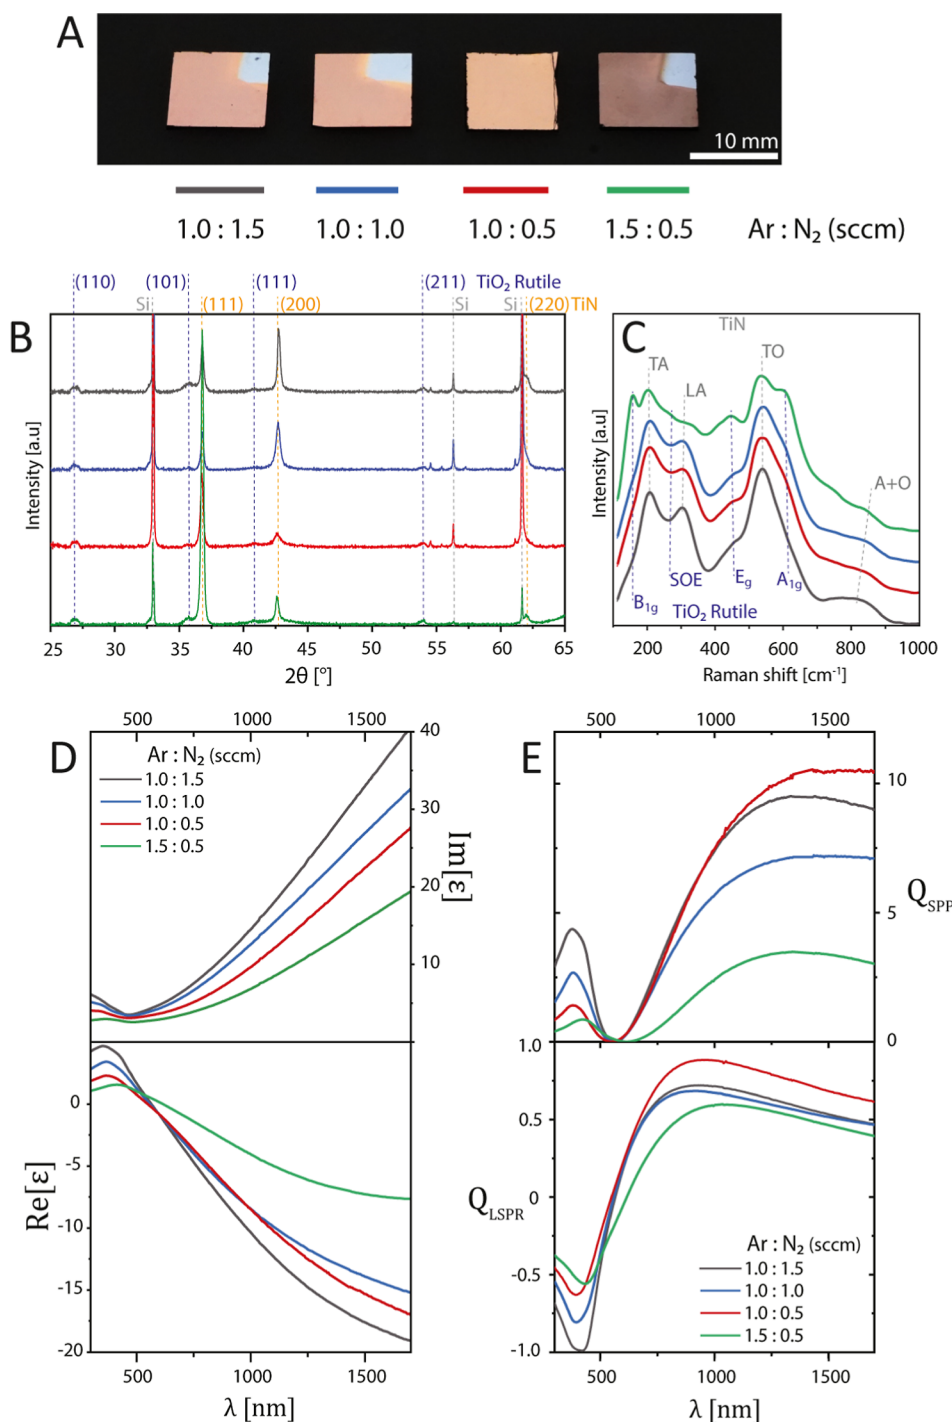 A
10 mm
1.0 : 1.5
1.0 : 1.0
1.0 : 0.5
1.5 : 0.5
Ar : N₂ (sccm)
B
(110)
(101)
(111)
(211)
TiO₂ Rutile
Si
(111)
(200)
Si
Si
(220) TiN
Intensity [a.u]
25
30
35
40
45
50
55
60
65
2θ [°]
C
TiN
TA
LA
TO
A+O
B₁g
SOE
Eg
A₁g
TiO₂ Rutile
Intensity [a.u]
200
400
600
800
1000
Raman shift [cm⁻¹]
D
500
1000
1500
Ar : N₂ (sccm)
1.0 : 1.5
1.0 : 1.0
1.0 : 0.5
1.5 : 0.5
40
30
20
10
Im[ε]
0
-5
-10
-15
-20
Re[ε]
500
1000
1500
λ [nm]
E
500
1000
1500
10
5
0
Q_SPP
1.0
0.5
0
-0.5
-1.0
Q_LSPR
Ar : N₂ (sccm)
1.0 : 1.5
1.0 : 1.0
1.0 : 0.5
1.5 : 0.5
500
1000
1500
λ [nm]